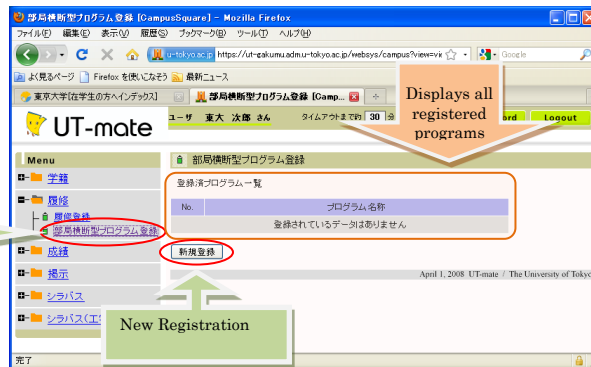 部局横断型プログラム登録 [CampusSquare] - Mozilla Firefox
ファイル(F) 編集(E) 表示(V) 履歴(S) ブックマーク(B) ツール(T) ヘルプ(H)
u-tokyo.ac.jp https://ut-gakumu.adm.u-tokyo.ac.jp/websys/campus?view=vi
Google
よく見るページ Firefox を使いこなそう 最新ニュース
東京大学[在学生の方へインデックス]
部局横断型プログラム登録 [Camp...
Displays all
registered
programs
UT-mate
ユーザ 東大 次郎 さん タイムアウトまで約 30 分
Logout
Menu
学籍
履修
履修登録
部局横断型プログラム登録
成績
掲示
シラバス
部局横断型プログラム登録
登録済プログラム一覧
No. プログラム名称
登録されているデータはありません
新規登録
April 1, 2008 UT-mate / The University of Tokyo
New Registration
完了